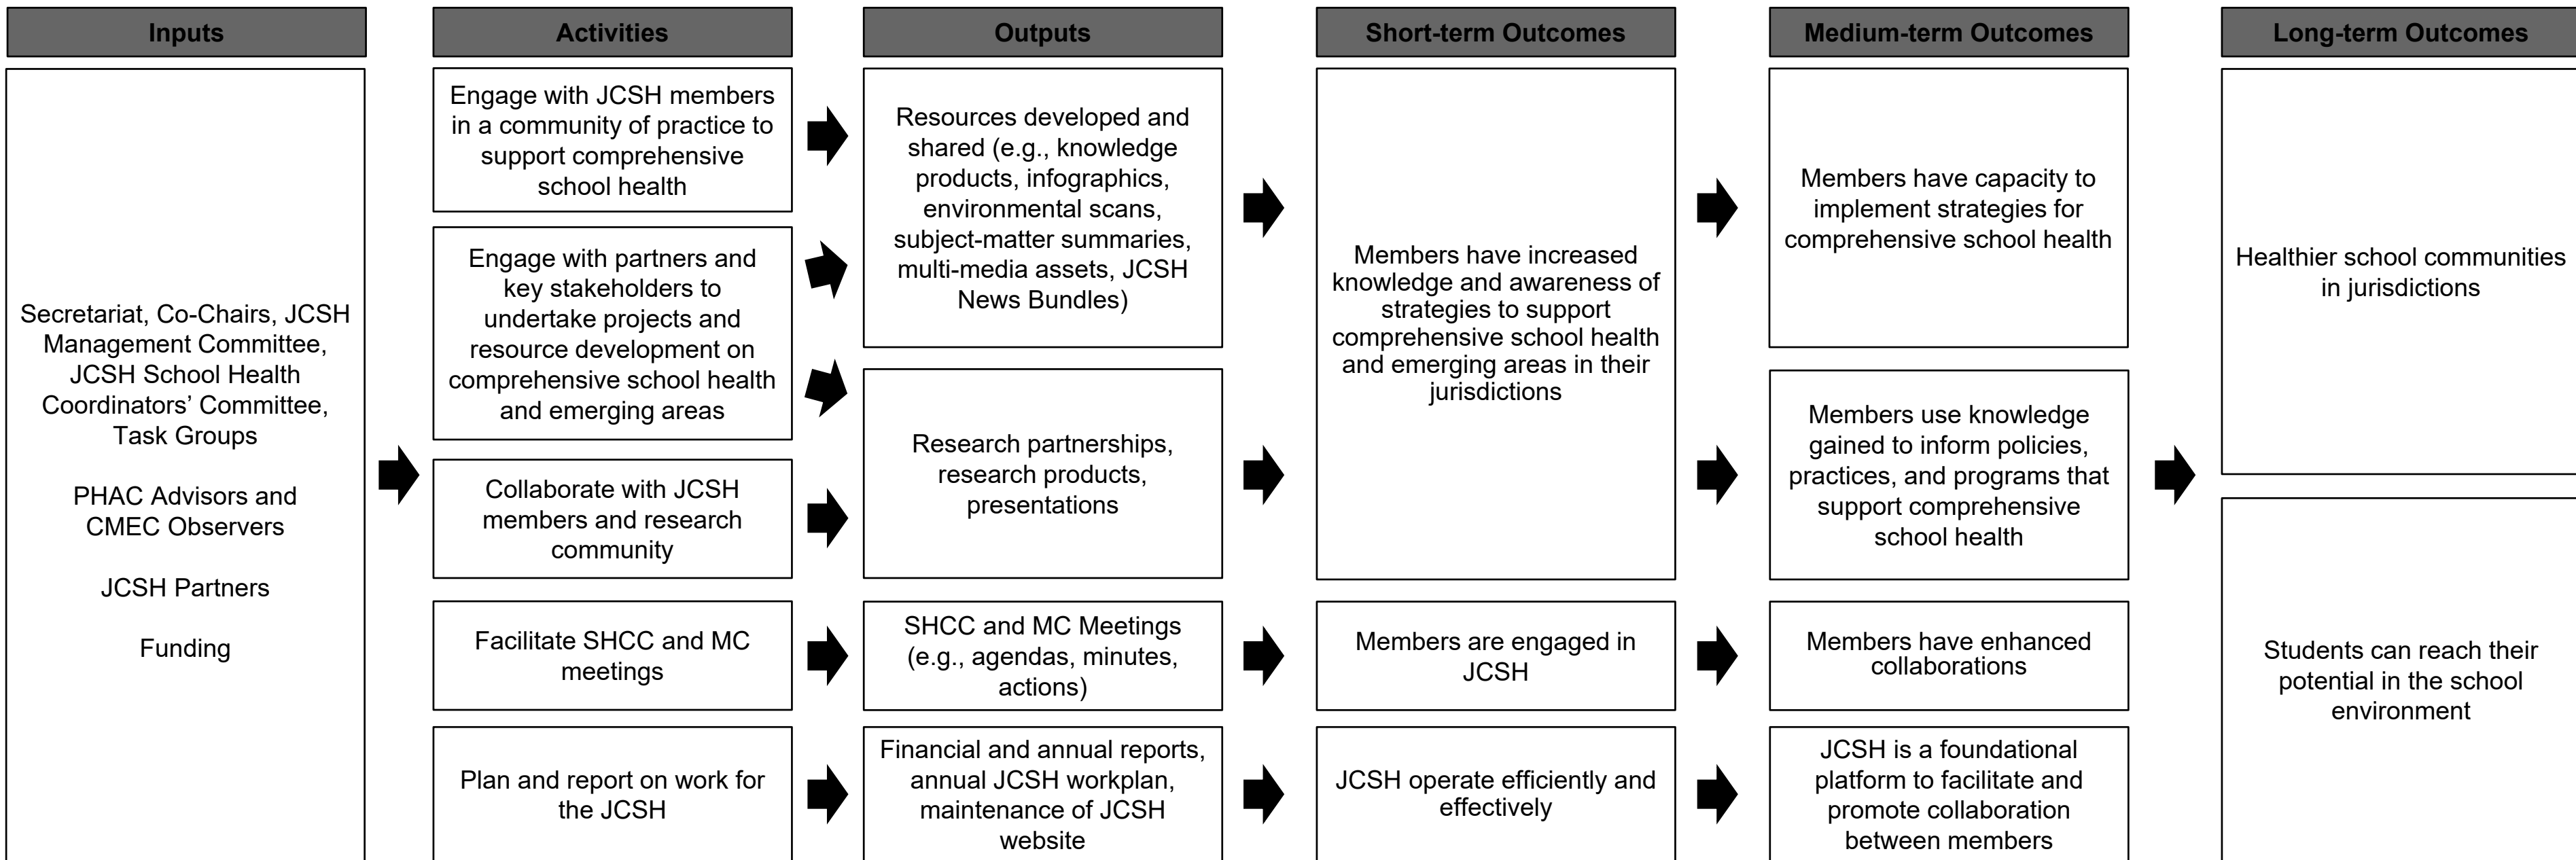 Inputs
Activities
Outputs
Short-term Outcomes
Medium-term Outcomes
Long-term Outcomes
Secretariat, Co-Chairs, JCSH
Management Committee,
JCSH School Health
Coordinators’ Committee,
Task Groups
PHAC Advisors and
CMEC Observers
JCSH Partners
Funding
Engage with JCSH members
in a community of practice to
support comprehensive
school health
Engage with partners and
key stakeholders to
undertake projects and
resource development on
comprehensive school health
and emerging areas
Collaborate with JCSH
members and research
community
Facilitate SHCC and MC
meetings
Plan and report on work for
the JCSH
Resources developed and
shared (e.g., knowledge
products, infographics,
environmental scans,
subject-matter summaries,
multi-media assets, JCSH
News Bundles)
Research partnerships,
research products,
presentations
SHCC and MC Meetings
(e.g., agendas, minutes,
actions)
Financial and annual reports,
annual JCSH workplan,
maintenance of JCSH
website
Members have increased
knowledge and awareness of
strategies to support
comprehensive school health
and emerging areas in their
jurisdictions
Members are engaged in
JCSH
JCSH operate efficiently and
effectively
Members have capacity to
implement strategies for
comprehensive school health
Members use knowledge
gained to inform policies,
practices, and programs that
support comprehensive
school health
Members have enhanced
collaborations
JCSH is a foundational
platform to facilitate and
promote collaboration
between members
Healthier school communities
in jurisdictions
Students can reach their
potential in the school
environment